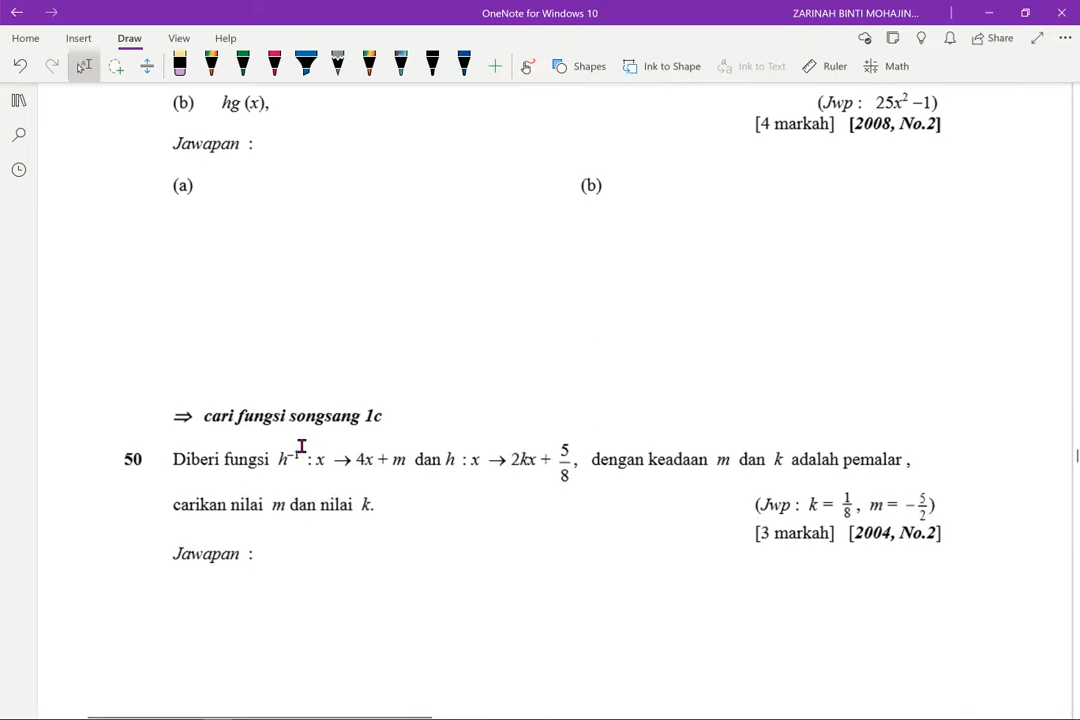 OneNote for Windows 10
ZARINAH BINTI MOHAJIN...
Home Insert Draw View Help
Share
Shapes Ink to Shape Ink to Text Ruler Math
(b) hg (x), (Jwp : 25x² –1)
[4 markah] [2008, No.2]
Jawapan :
(a) (b)
⇒ cari fungsi songsang 1c
50 Diberi fungsi h⁻¹ : x → 4x + m dan h : x → 2kx + 5/8, dengan keadaan m dan k adalah pemalar ,
carikan nilai m dan nilai k. (Jwp : k = 1/8, m = –5/2)
[3 markah] [2004, No.2]
Jawapan :